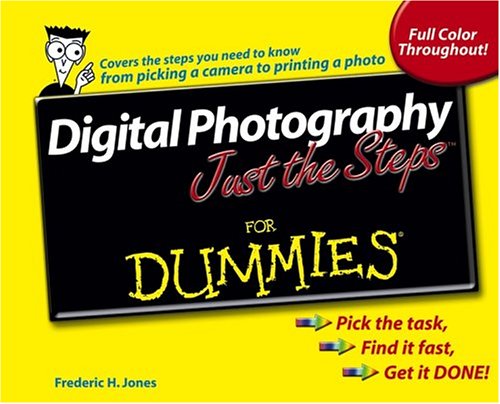 Full Color
Throughout!
Covers the steps you need to know
from picking a camera to printing a photo
Digital Photography
Just the Steps™
FOR
DUMMIES®
Pick the task,
Find it fast,
Get it DONE!
Frederic H. Jones